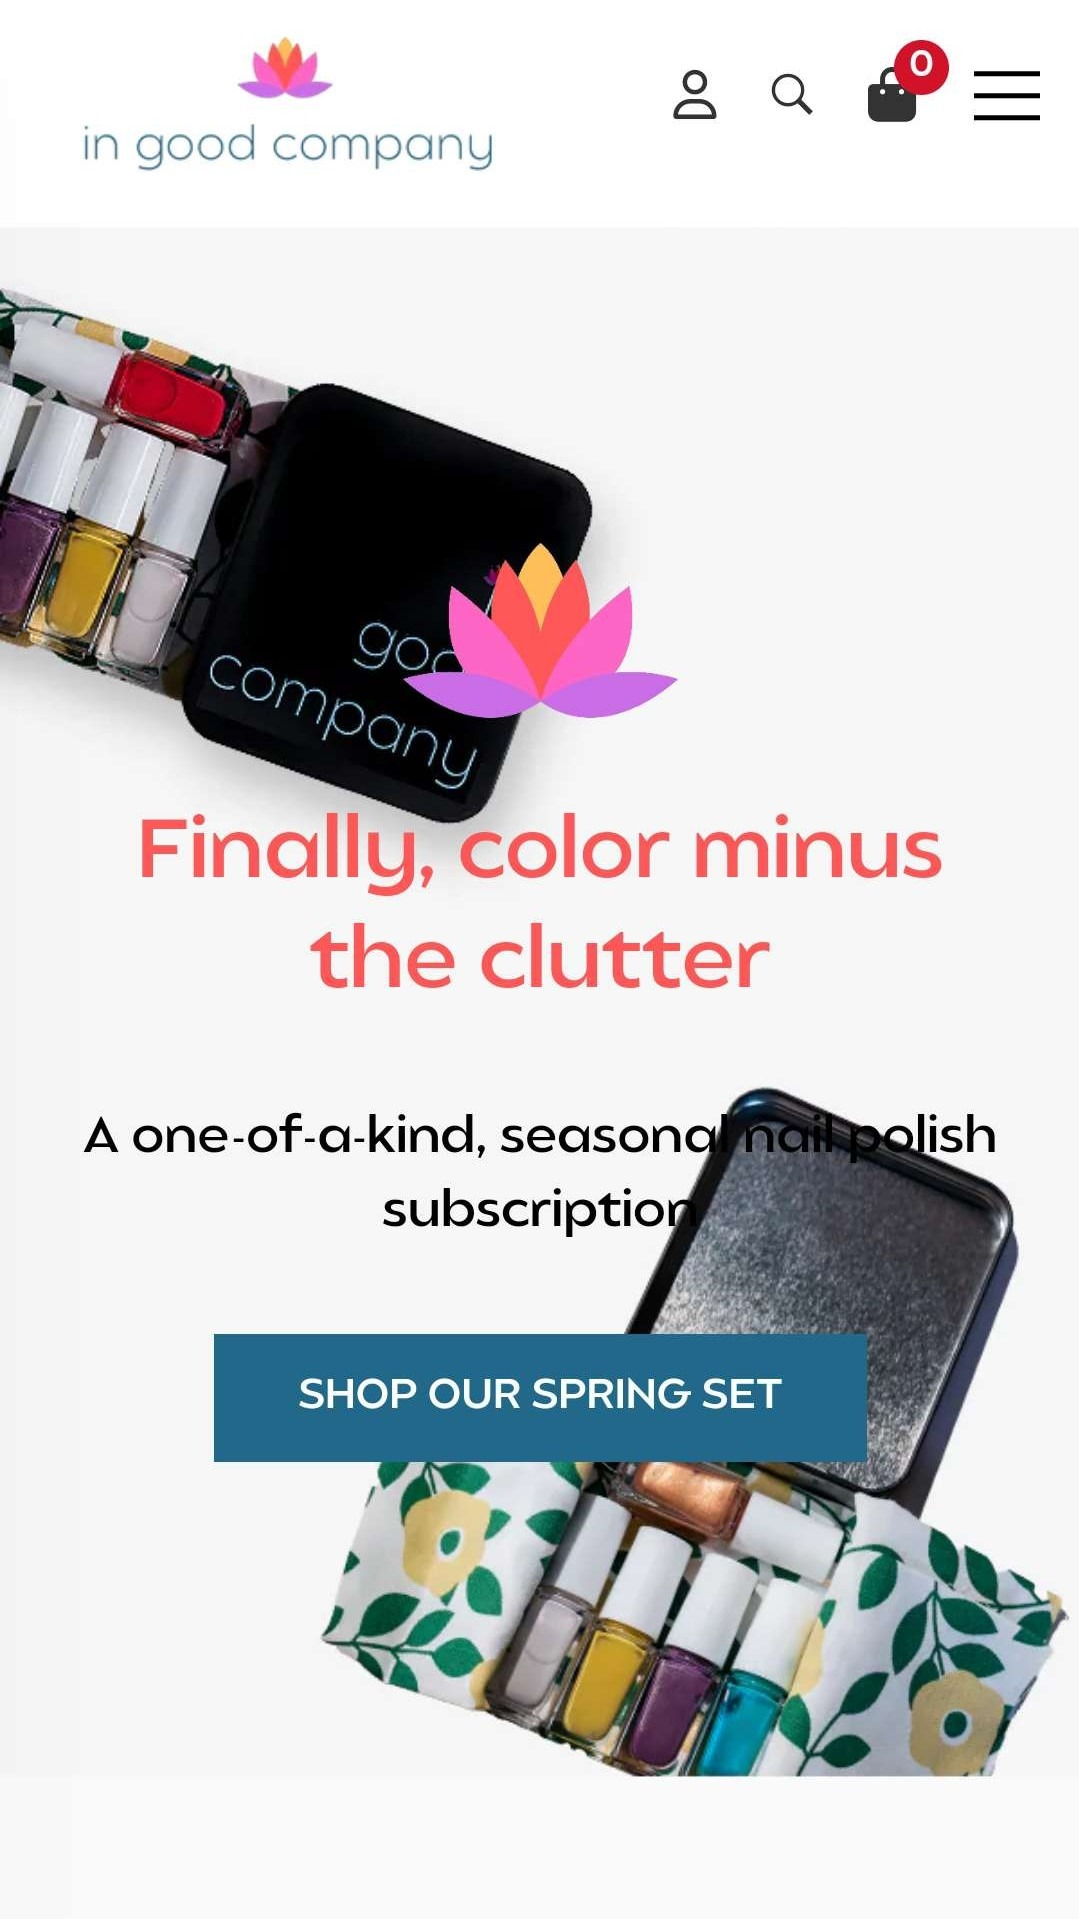 in good company
0
goo
company
Finally, color minus
the clutter
A one-of-a-kind, seasonal nail polish
subscription
SHOP OUR SPRING SET